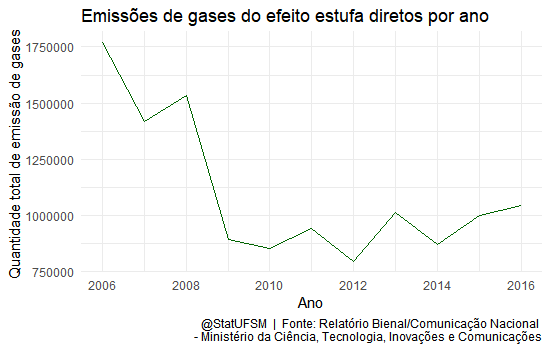 Emissões de gases do efeito estufa diretos por ano
Quantidade total de emissão de gases
1750000
1500000
1250000
1000000
750000
2006 2008 2010 2012 2014 2016
Ano
@StatUFSM | Fonte: Relatório Bienal/Comunicação Nacional
- Ministério da Ciência, Tecnologia, Inovações e Comunicações